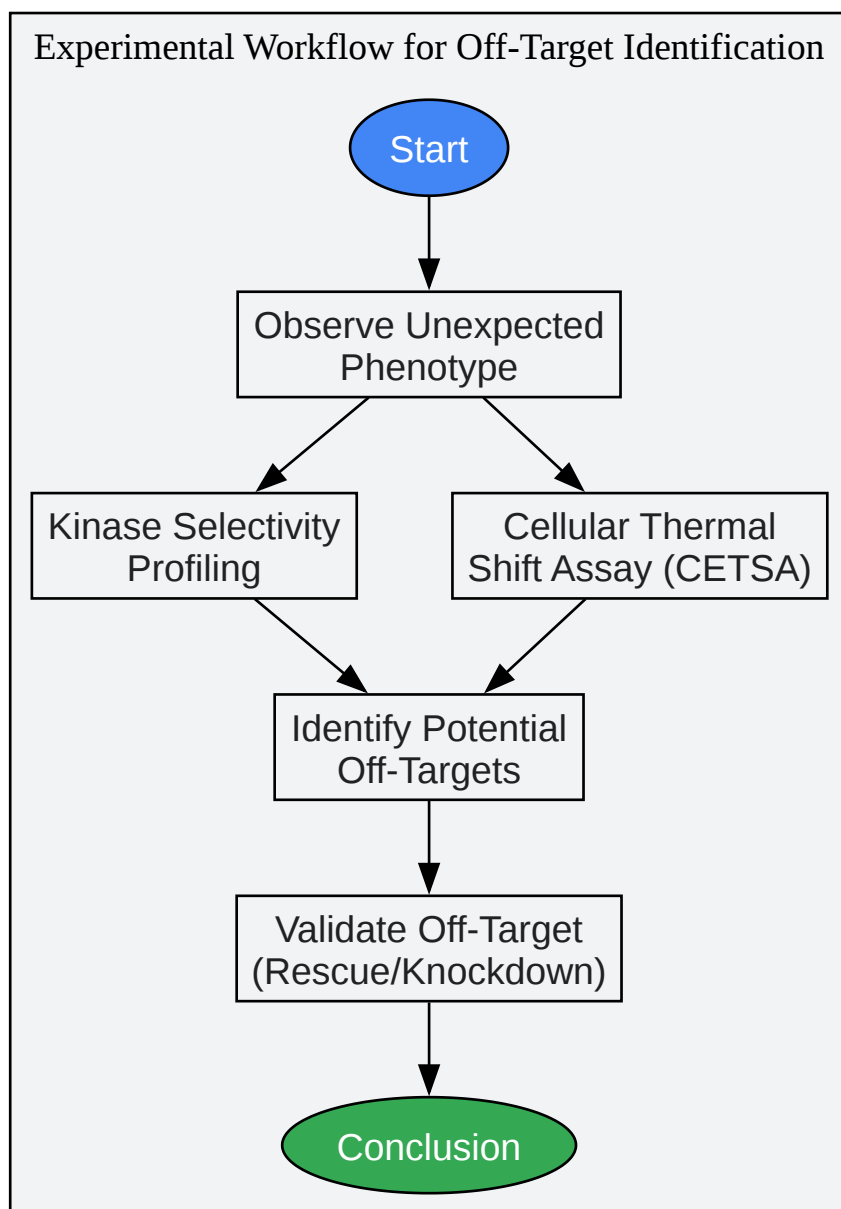 Experimental Workflow for Off-Target Identification
Start
Observe Unexpected
Phenotype
Kinase Selectivity
Profiling
Cellular Thermal
Shift Assay (CETSA)
Identify Potential
Off-Targets
Validate Off-Target
(Rescue/Knockdown)
Conclusion